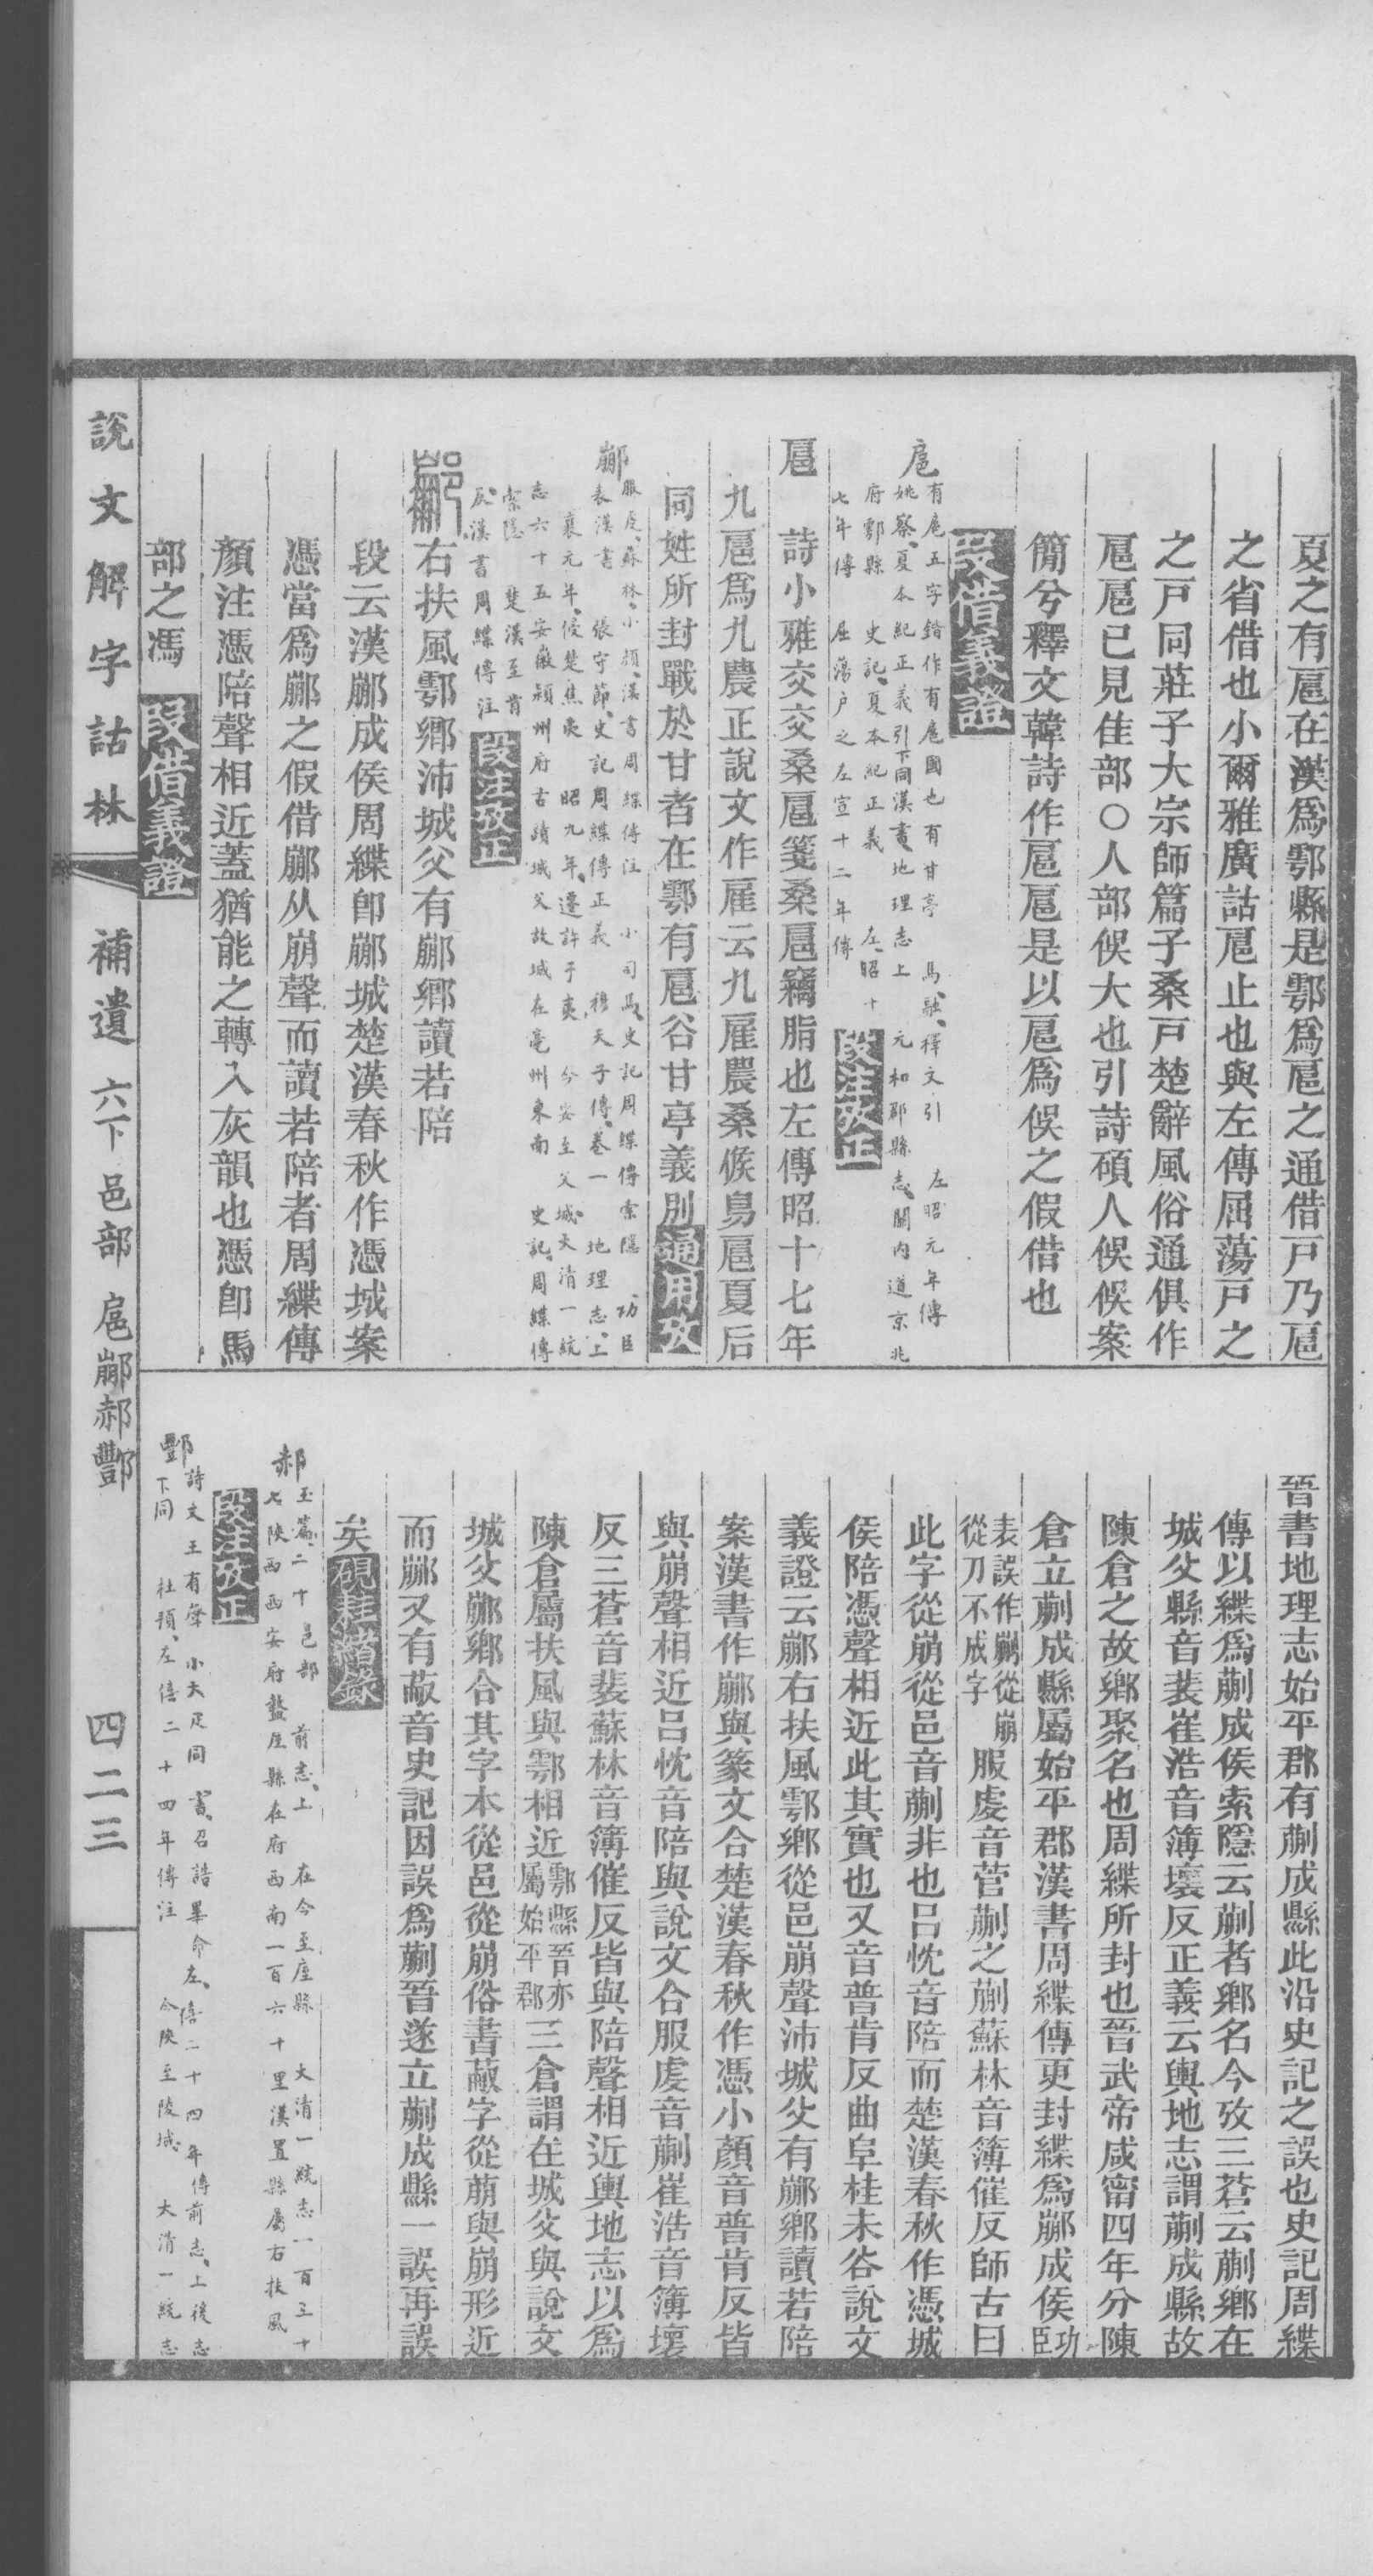 夏之有扈在漢爲鄠縣是鄠爲扈之通借戸乃扈
之省借也小爾雅廣詁扈止也與左傳屈蕩戸之
之戸同莊子大宗師篇子桑戸楚辭風俗通俱作
扈扈已見隹部○人部俁大也引詩碩人俁俁案
簡兮釋文韓詩作扈扈是以扈爲俁之假借也
叚借義證
扈有扈五字錯作有扈國也有甘亭 馬融釋文引 左昭元年傳
姚察夏本紀正義引下同漢書地理志上 元和郡縣志關内道京兆
府鄠縣 史記夏本紀正義 左昭十
七年傳 屈蕩户之左宣十二年傳 段注攷正
扈 詩小雅交交桑扈箋桑扈竊脂也左傳昭十七年
九扈爲九農正說文作雇云九雇農桑候鳥扈夏后
同姓所封戰於甘者在鄠有扈谷甘亭義別通用攷
䣙服虔蘇林小顔漢書周緤傳注 小司馬史記周緤傳索隱 功臣
表漢書 張守節史記周緤傳正義 穆天子傳卷一 地理志上
襄元年侵楚焦夷 昭九年遷許于夷 今安至父城大清一統
志六十五安徽潁州府古蹟城父故城在亳州東南 史記周緤傳
索隱 楚漢至肯
反漢書周緤傳注 段注攷正
右扶風鄠鄉沛城父有䣙鄉讀若陪
段云漢䣙成侯周緤卽䣙城楚漢春秋作憑城案
憑當爲䣙之假借䣙从崩聲而讀若陪者周緤傳
顏注憑陪聲相近蓋猶能之轉入灰韻也憑卽馬
部之馮 叚借義證
晉書地理志始平郡有蒯成縣此沿史記之誤也史記周緤
傳以緤爲蒯成侯索隱云蒯者鄉名今攷三蒼云蒯鄉在
城父縣音裴崔浩音簿壞反正義云輿地志謂蒯成縣故
陳倉之故鄉聚名也周緤所封也晉武帝咸甯四年分陳
倉立蒯成縣屬始平郡漢書周緤傳更封緤爲䣙成侯功臣
表誤作從崩從刀不成字 服虔音菅蒯之蒯蘇林音簿催反師古曰
此字從崩從邑音蒯非也呂忱音陪而楚漢春秋作憑城
侯陪憑聲相近此其實也又音普肯反曲阜桂未谷說文
義證云䣙右扶風鄠鄉從邑崩聲沛城父有䣙鄉讀若陪
案漢書作䣙與篆文合楚漢春秋作憑小顏音普肯反皆
與崩聲相近呂忱音陪與說文合服虔音蒯崔浩音簿壞
反三蒼音裴蘇林音簿催反皆與陪聲相近輿地志以爲
陳倉屬扶風與鄠相近鄠縣晉亦屬始平郡三倉謂在城父與說文
城父䣙鄉合其字本從邑從崩俗書蔽字從萠與崩形近
而䣙又有蔽音史記因誤爲蒯晉遂立蒯成縣一誤再誤
矣硯桂緒錄
郝玉篇二十邑部 前志上 在今至厔縣 大清一統志一百三十
七陝西西安府盩厔縣在府西南一百六十里漢置縣屬右扶風
段注攷正
酆詩文王有聲 小大疋同 書召誥畢命左僖二十四年傳前志上後志
下同 杜預左僖二十四年傳注 今陝至陵城 大清一統志
說文解字詁林 補遺 六下邑部 扈䣙郝酆 四二三